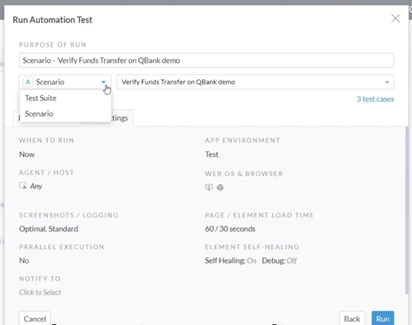 Run Automation Test
PURPOSE OF RUN
Scenario - Verify Funds Transfer on QBank demo
A Scenario
Verify Funds Transfer on QBank demo
Test Suite
Scenario
3 test cases
WHEN TO RUN
Now
APP ENVIRONMENT
Test
AGENT / HOST
Any
WEB OS & BROWSER
SCREENSHOTS / LOGGING
Optimal, Standard
PAGE / ELEMENT LOAD TIME
60 / 30 seconds
PARALLEL EXECUTION
No
ELEMENT SELF-HEALING
Self Healing: On Debug: Off
NOTIFY TO
Click to Select
Cancel
Back
Run